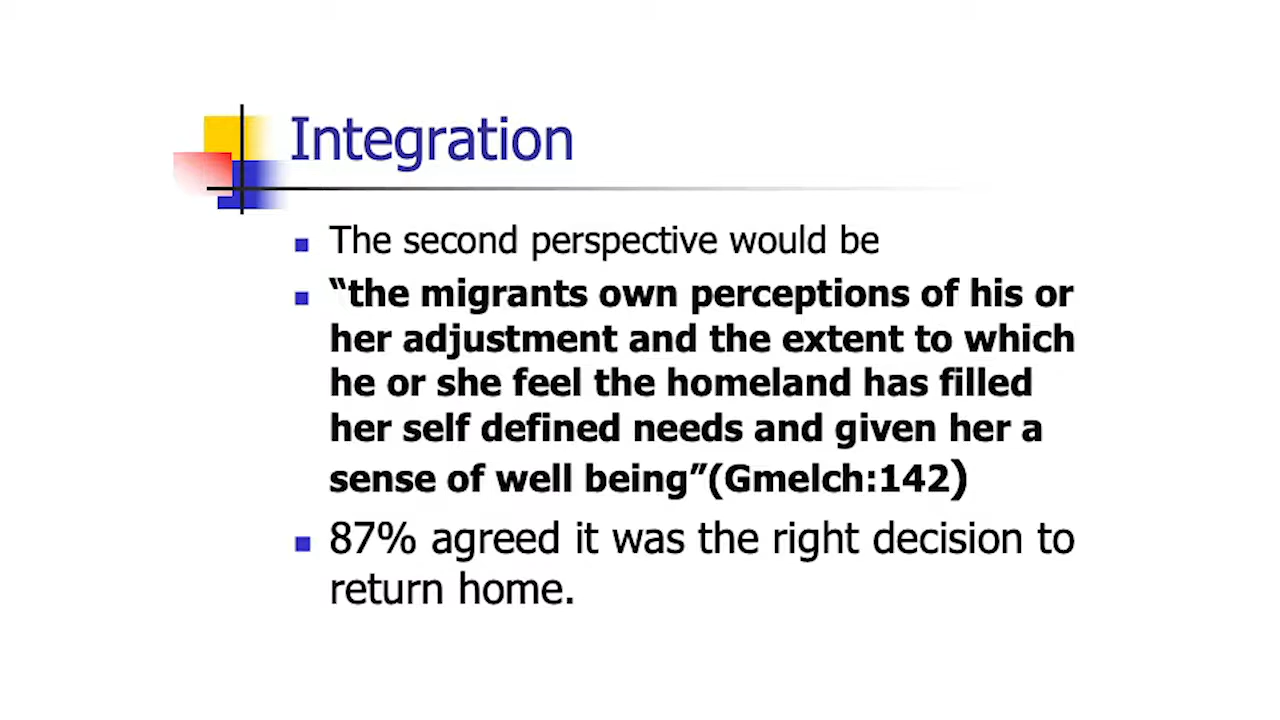 Integration
The second perspective would be
“the migrants own perceptions of his or
her adjustment and the extent to which
he or she feel the homeland has filled
her self defined needs and given her a
sense of well being”(Gmelch:142)
87% agreed it was the right decision to
return home.